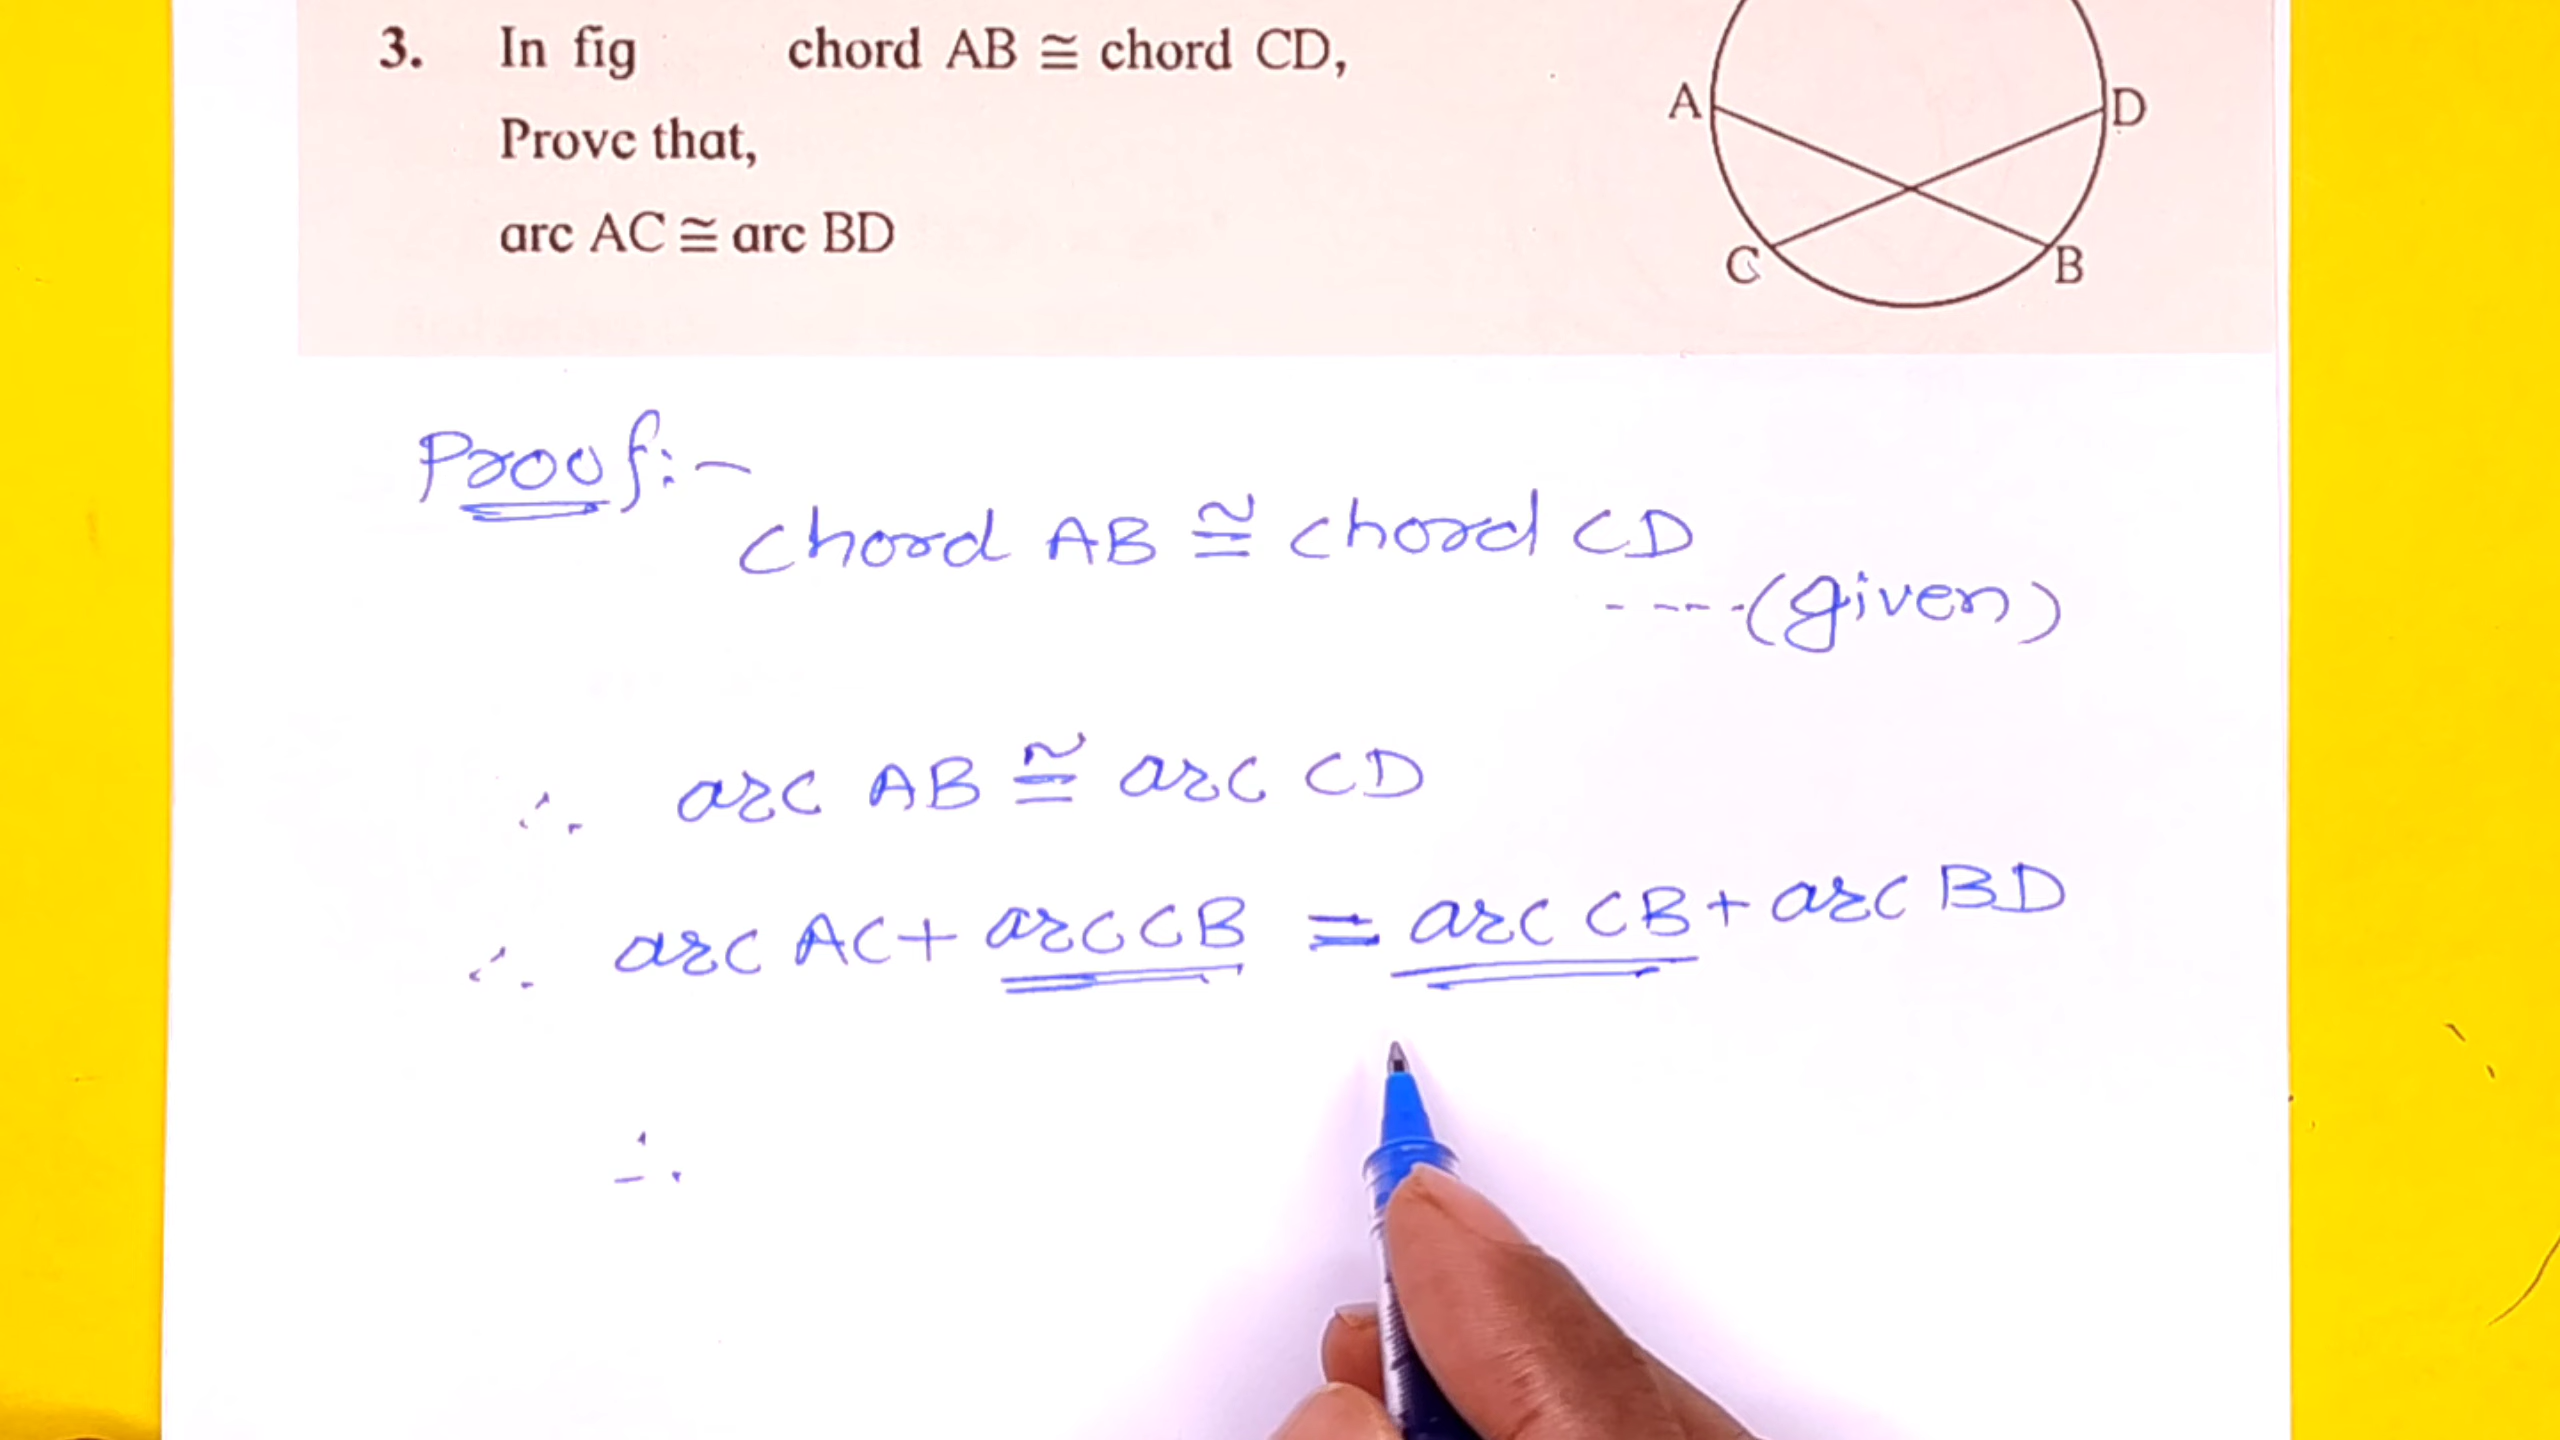 3. In fig chord AB ≅ chord CD,
Prove that,
arc AC ≅ arc BD
A
D
C
B
Proof:-
chord AB ≅ chord CD
----(given)
∴ arc AB ≅ arc CD
∴ arc AC + arc CB = arc CB + arc BD
∴